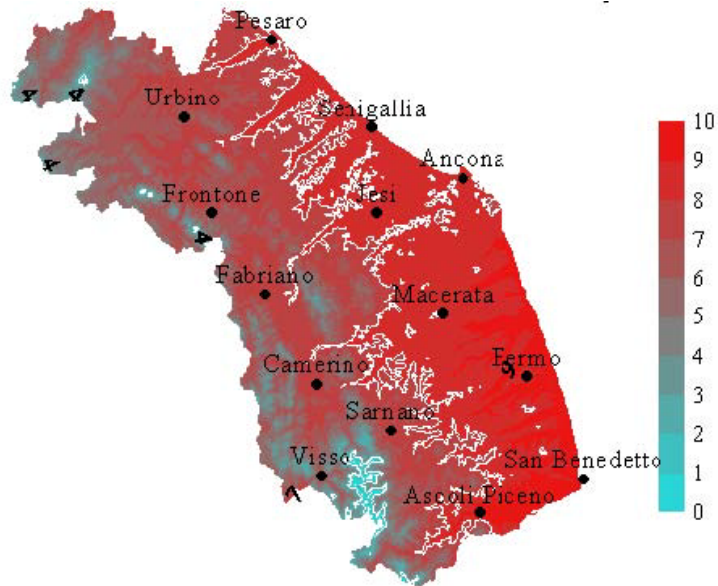 Pesaro
Urbino
Senigallia
Ancona
Frontone
Jesi
Fabriano
Macerata
Camerino
Fermo
Sarnano
Visso
San Benedetto
Ascoli Piceno
10
9
8
7
6
5
4
3
2
1
0